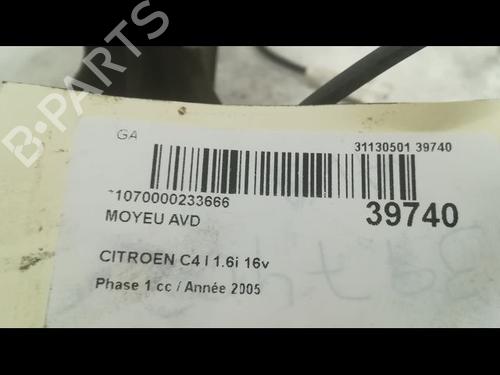 GA
31130501 39740
*1070000233666
39740
MOYEU AVD
CITROEN C4 I 1.6i 16v
Phase 1 cc / Année 2005
B-PARTS